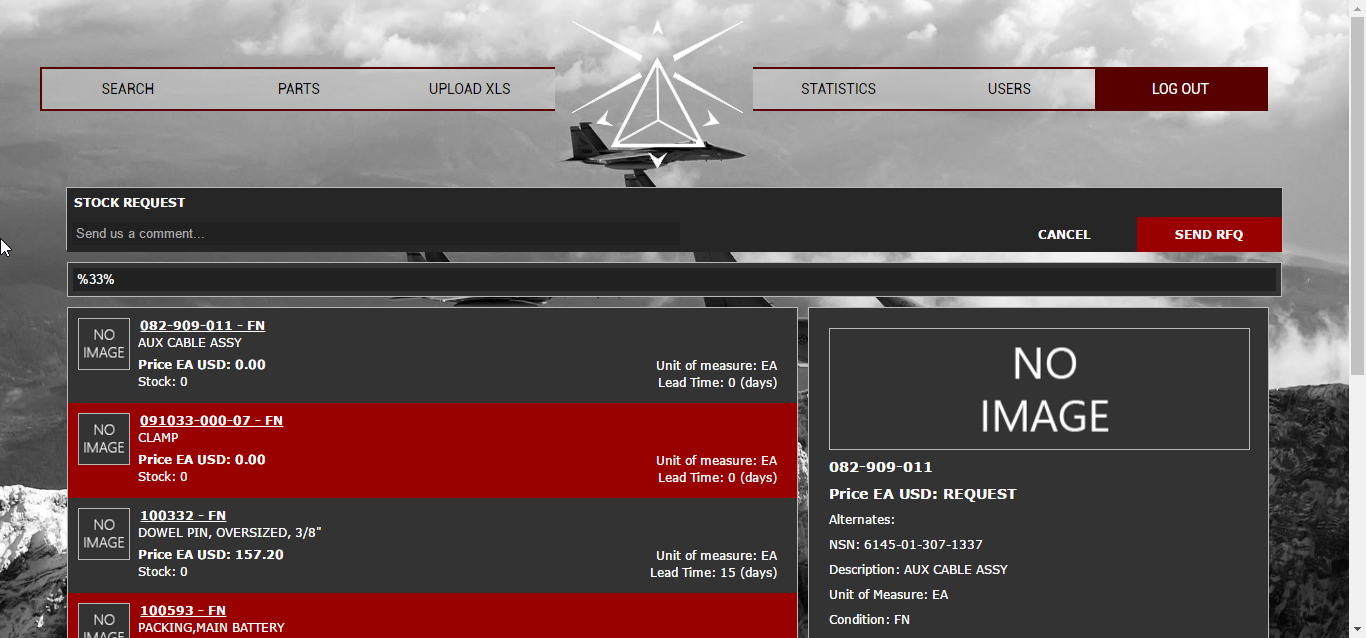 SEARCH PARTS UPLOAD XLS STATISTICS USERS LOG OUT
STOCK REQUEST
Send us a comment...
CANCEL SEND RFQ
%33%
NO
IMAGE
082-909-011 - FN
AUX CABLE ASSY
Price EA USD: 0.00
Stock: 0
Unit of measure: EA
Lead Time: 0 (days)
NO
IMAGE
091033-000-07 - FN
CLAMP
Price EA USD: 0.00
Stock: 0
Unit of measure: EA
Lead Time: 0 (days)
NO
IMAGE
100332 - FN
DOWEL PIN, OVERSIZED, 3/8"
Price EA USD: 157.20
Stock: 0
Unit of measure: EA
Lead Time: 15 (days)
NO
IMAGE
100593 - FN
PACKING,MAIN BATTERY
NO
IMAGE
082-909-011
Price EA USD: REQUEST
Alternates:
NSN: 6145-01-307-1337
Description: AUX CABLE ASSY
Unit of Measure: EA
Condition: FN